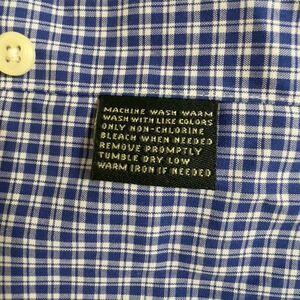 MACHINE WASH WARM
WASH WITH LIKE COLORS
ONLY NON-CHLORINE
BLEACH WHEN NEEDED
REMOVE PROMPTLY
TUMBLE DRY LOW
WARM IRON IF NEEDED